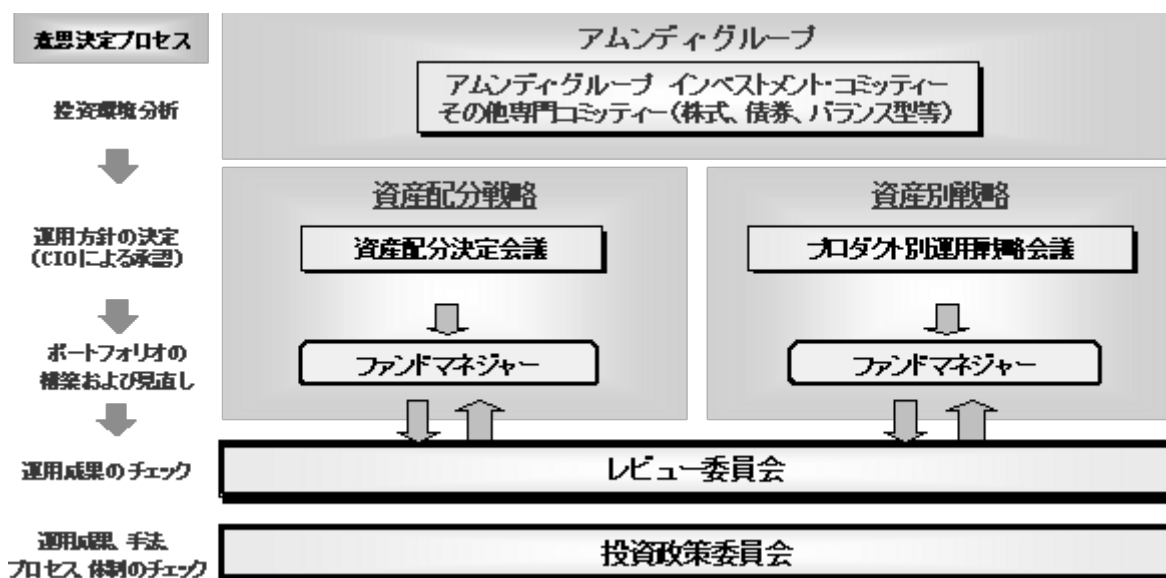 意思決定プロセス
アムンディ・グループ
アムンディ・グループ インベストメント・コミッティー
その他専門コミッティー（株式、債券、バランス型等）
投資環境分析
資産配分戦略
資産別戦略
運用方針の決定
（CIOによる承認）
資産配分決定会議
プロダクト別運用戦略会議
ポートフォリオの
構築および見直し
ファンドマネジャー
ファンドマネジャー
運用成果のチェック
レビュー委員会
運用成果、手法、
プロセス、体制のチェック
投資政策委員会